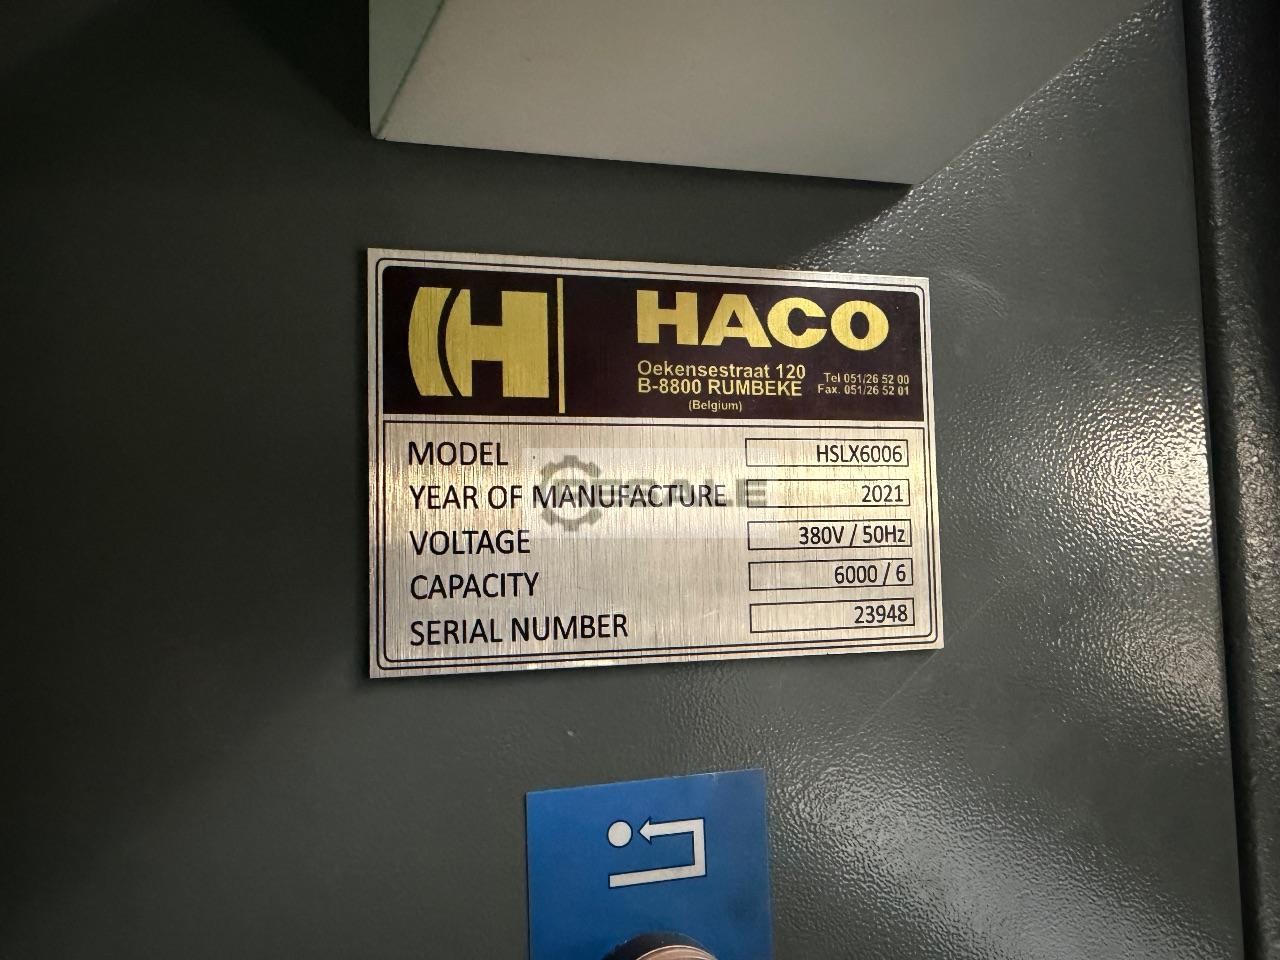 HACO
Oekensestraat 120
B-8800 RUMBEKE
(Belgium)
Tel 051/26 52 00
Fax. 051/26 52 01
MODEL HSLX6006
YEAR OF MANUFACTURE 2021
VOLTAGE 380V / 50Hz
CAPACITY 6000 / 6
SERIAL NUMBER 23948